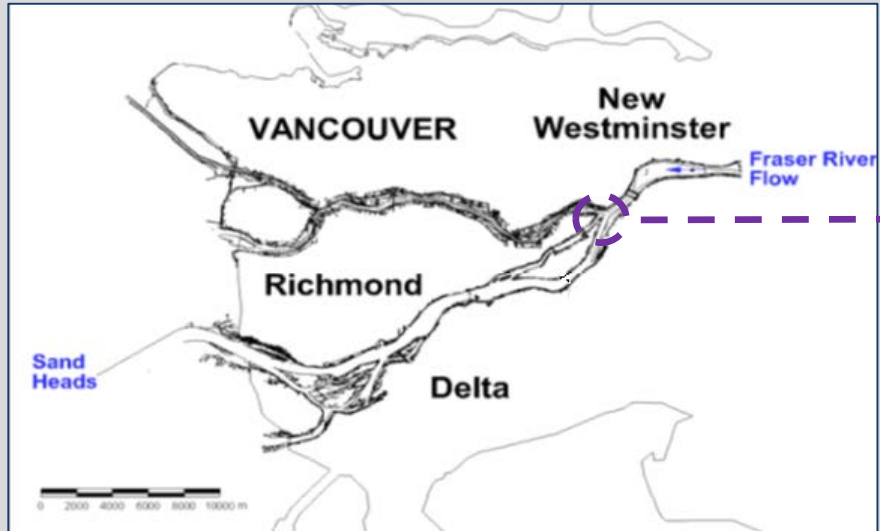 New
Westminster
VANCOUVER
Fraser River
Flow
Richmond
Sand
Heads
Delta
0 2000 4000 6000 8000 10000 m